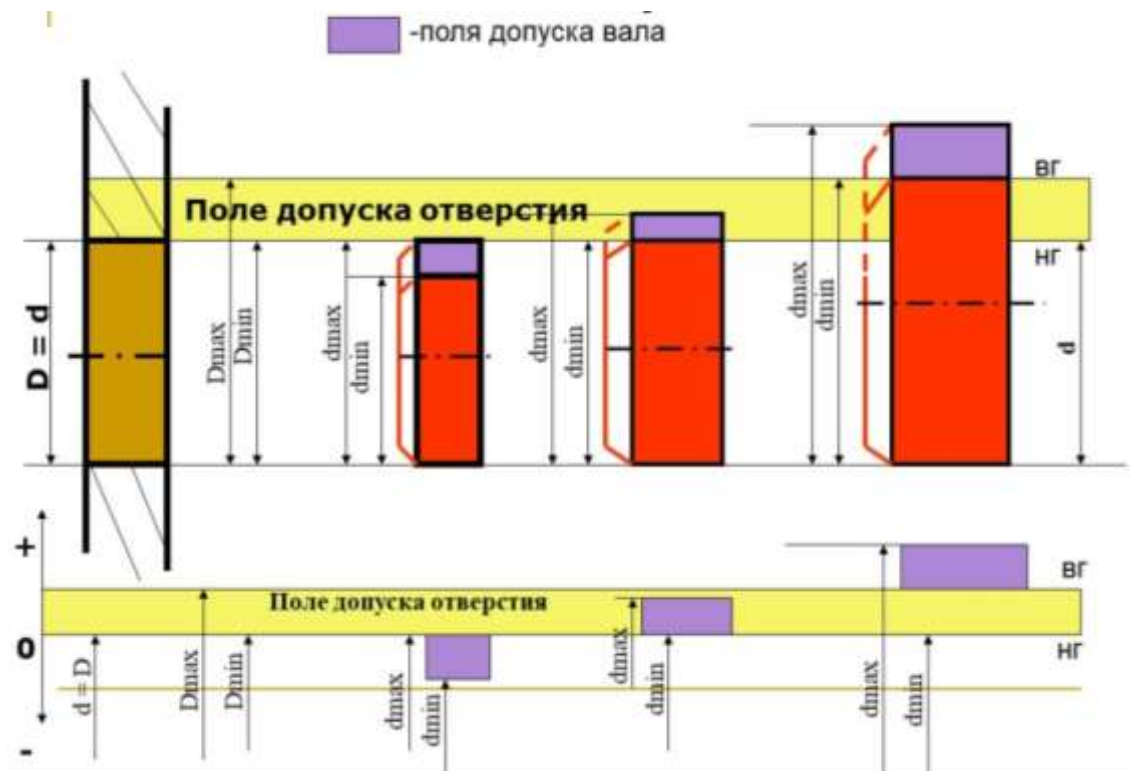 -поля допуска вала
ВГ
Поле допуска отверстия
НГ
D = d
Dmax
Dmin
dmax
dmin
dmax
dmin
dmax
dmin
d
+
ВГ
Поле допуска отверстия
0
НГ
d = D
Dmax
Dmin
dmax
dmin
dmax
dmin
dmax
dmin
-